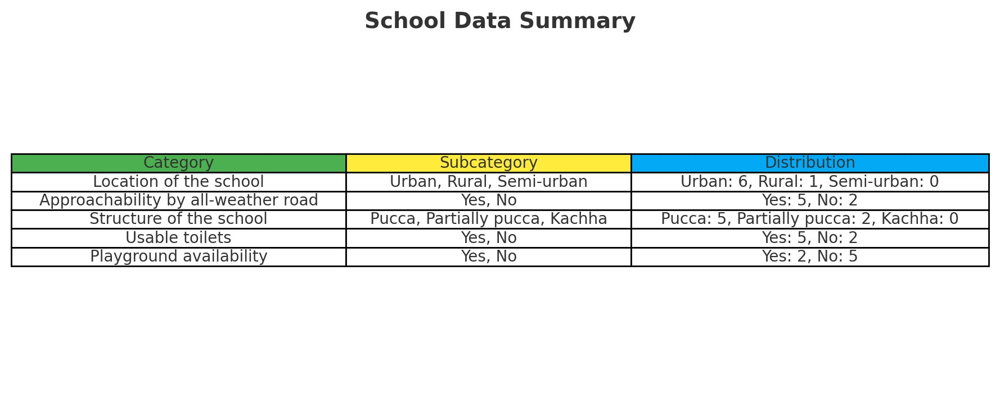 School Data Summary
Category Subcategory Distribution
Location of the school Urban, Rural, Semi-urban Urban: 6, Rural: 1, Semi-urban: 0
Approachability by all-weather road Yes, No Yes: 5, No: 2
Structure of the school Pucca, Partially pucca, Kachha Pucca: 5, Partially pucca: 2, Kachha: 0
Usable toilets Yes, No Yes: 5, No: 2
Playground availability Yes, No Yes: 2, No: 5